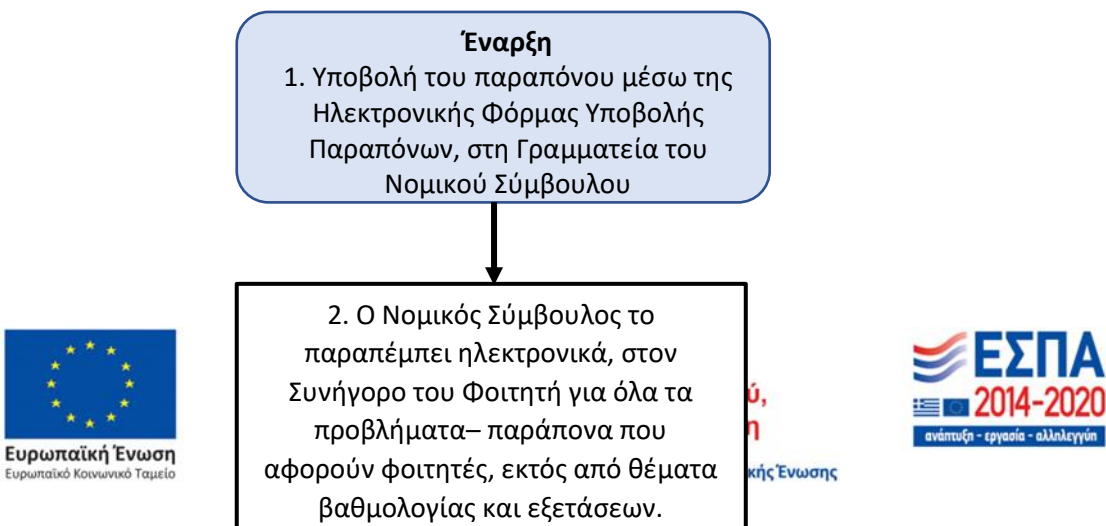 Έναρξη
1. Υποβολή του παραπόνου μέσω της
Ηλεκτρονικής Φόρμας Υποβολής
Παραπόνων, στη Γραμματεία του
Νομικού Σύμβουλου
2. Ο Νομικός Σύμβουλος το
παραπέμπει ηλεκτρονικά, στον
Συνήγορο του Φοιτητή για όλα τα
προβλήματα– παράπονα που
αφορούν φοιτητές, εκτός από θέματα
βαθμολογίας και εξετάσεων.
Ευρωπαϊκή Ένωση
Ευρωπαϊκό Κοινωνικό Ταμείο
κής Ένωσης
ΕΣΠΑ
2014-2020
ανάπτυξη - εργασία - αλληλεγγύη